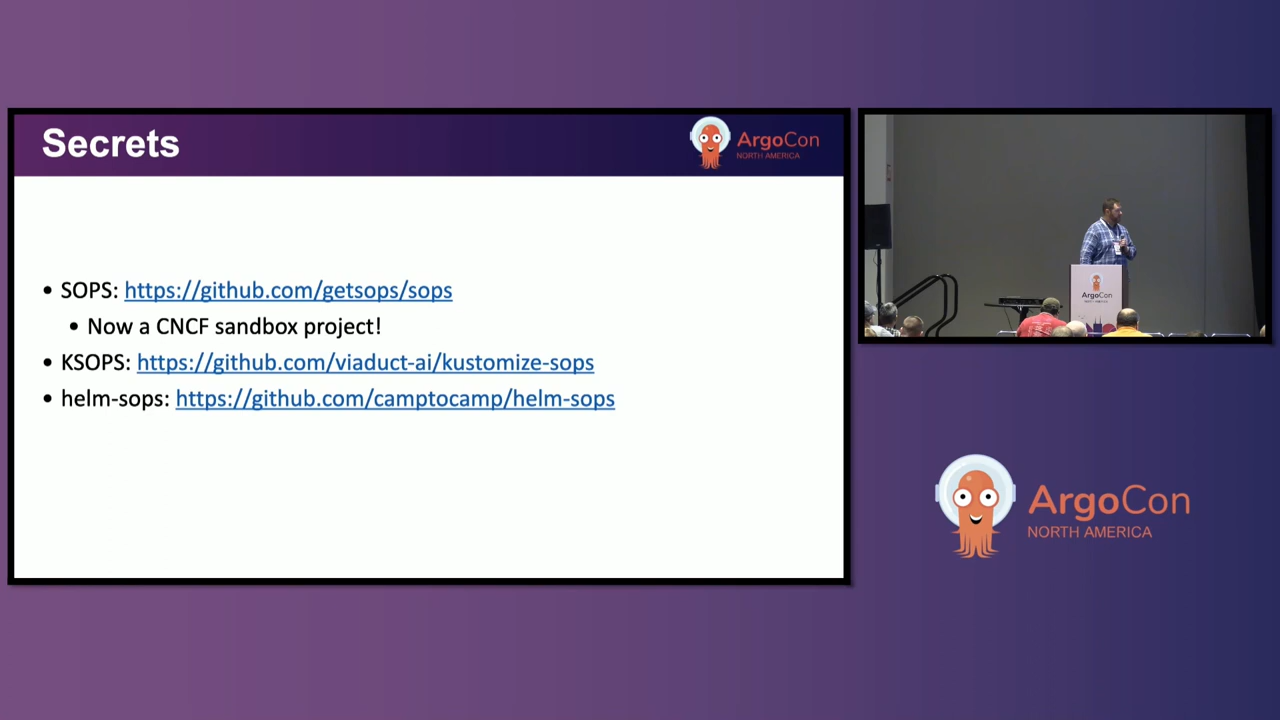 Secrets
ArgoCon
NORTH AMERICA
• SOPS: https://github.com/getsops/sops
• Now a CNCF sandbox project!
• KSOPS: https://github.com/viaduct-ai/kustomize-sops
• helm-sops: https://github.com/camptocamp/helm-sops
ArgoCon
ArgoCon
NORTH AMERICA